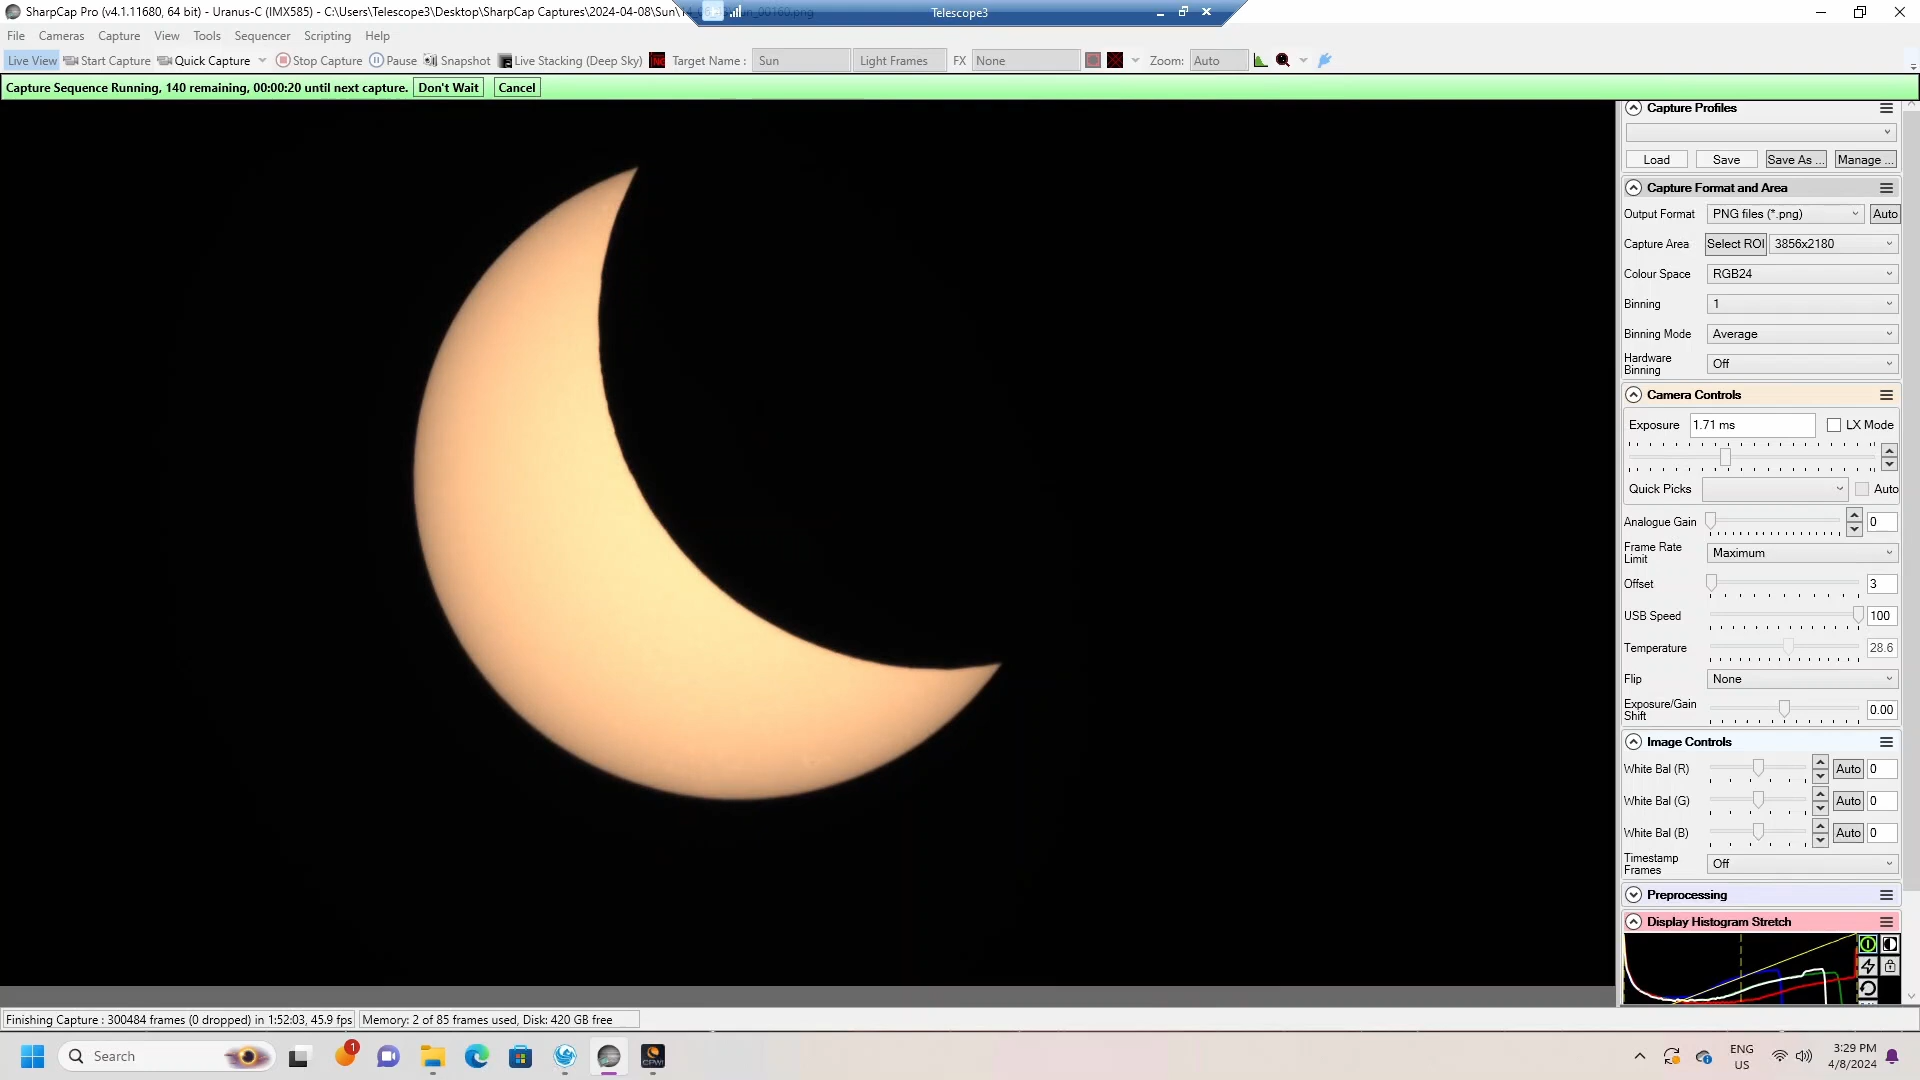 SharpCap Pro (v4.1.11680, 64 bit) - Uranus-C (IMX585) - C:\Users\Telescope3\Desktop\SharpCap Captures\2024-04-08\Sun\14_
_00160.png
Telescope3
File Cameras Capture View Tools Sequencer Scripting Help
Live View Start Capture Quick Capture Stop Capture Pause Snapshot Live Stacking (Deep Sky) Target Name : Sun Light Frames FX None Zoom: Auto
Capture Sequence Running, 140 remaining, 00:00:20 until next capture. Don't Wait Cancel
Capture Profiles
Load Save Save As ... Manage ...
Capture Format and Area
Output Format PNG files (*.png) Auto
Capture Area Select ROI 3856x2180
Colour Space RGB24
Binning 1
Binning Mode Average
Hardware Binning Off
Camera Controls
Exposure 1.71 ms LX Mode
Quick Picks Auto
Analogue Gain 0
Frame Rate Limit Maximum
Offset 3
USB Speed 100
Temperature 28.6
Flip None
Exposure/Gain Shift 0.00
Image Controls
White Bal (R) Auto 0
White Bal (G) Auto 0
White Bal (B) Auto 0
Timestamp Frames Off
Preprocessing
Display Histogram Stretch
Finishing Capture : 300484 frames (0 dropped) in 1:52:03, 45.9 fps Memory: 2 of 85 frames used, Disk: 420 GB free
Search
1
CPWI
ENG
US
3:29 PM
4/8/2024